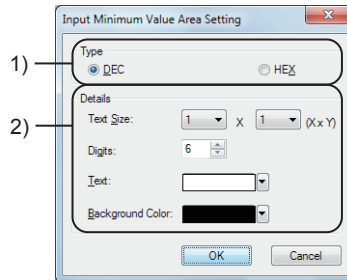 Input Minimum Value Area Setting
x
1)
Type
DEC
HEX
2)
Details
Text Size: 1 X 1 (X x Y)
Digits: 6
Text:
Background Color:
OK Cancel